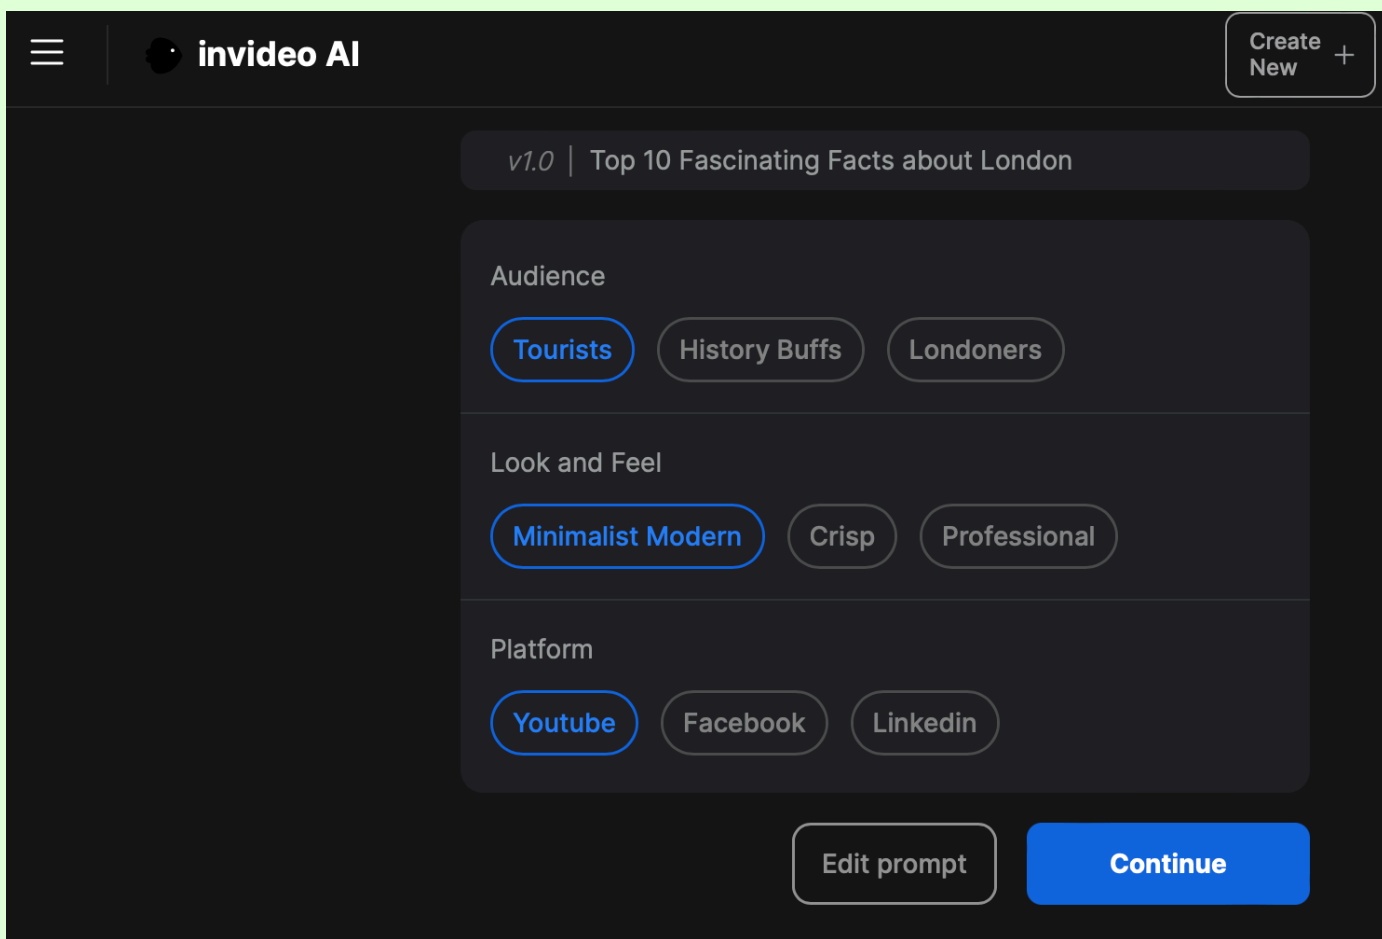 invideo AI
Create
New
v1.0 | Top 10 Fascinating Facts about London
Audience
Tourists History Buffs Londoners
Look and Feel
Minimalist Modern Crisp Professional
Platform
Youtube Facebook Linkedin
Edit prompt Continue